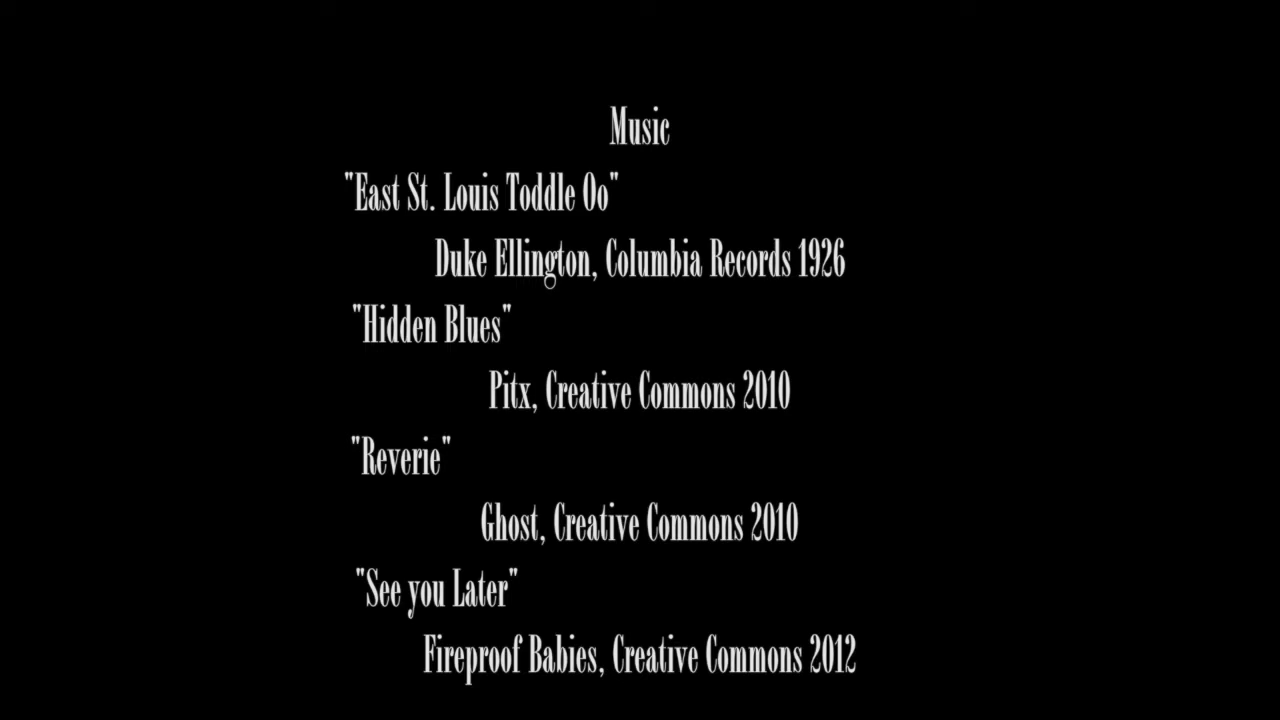 Music
"East St. Louis Toddle Oo"
Duke Ellington, Columbia Records 1926
"Hidden Blues"
Pitx, Creative Commons 2010
"Reverie"
Ghost, Creative Commons 2010
"See you Later"
Fireproof Babies, Creative Commons 2012